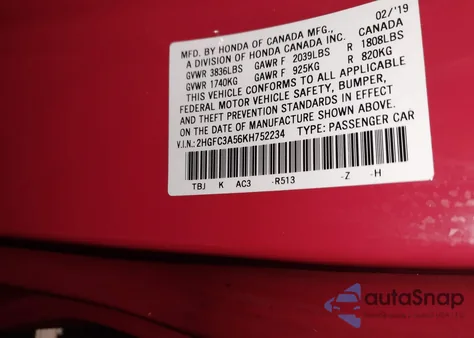 02/'19
MFD. BY HONDA OF CANADA MFG.,
A DIVISION OF HONDA CANADA INC. CANADA
GVWR 3836LBS GAWR F 2039LBS R 1808LBS
GVWR 1740KG GAWR F 925KG R 820KG
THIS VEHICLE CONFORMS TO ALL APPLICABLE
FEDERAL MOTOR VEHICLE SAFETY, BUMPER,
AND THEFT PREVENTION STANDARDS IN EFFECT
ON THE DATE OF MANUFACTURE SHOWN ABOVE.
V.I.N.: 2HGFC3A56KH752234 TYPE: PASSENGER CAR
TBJ K AC3 -R513 -Z -H
autaSnap